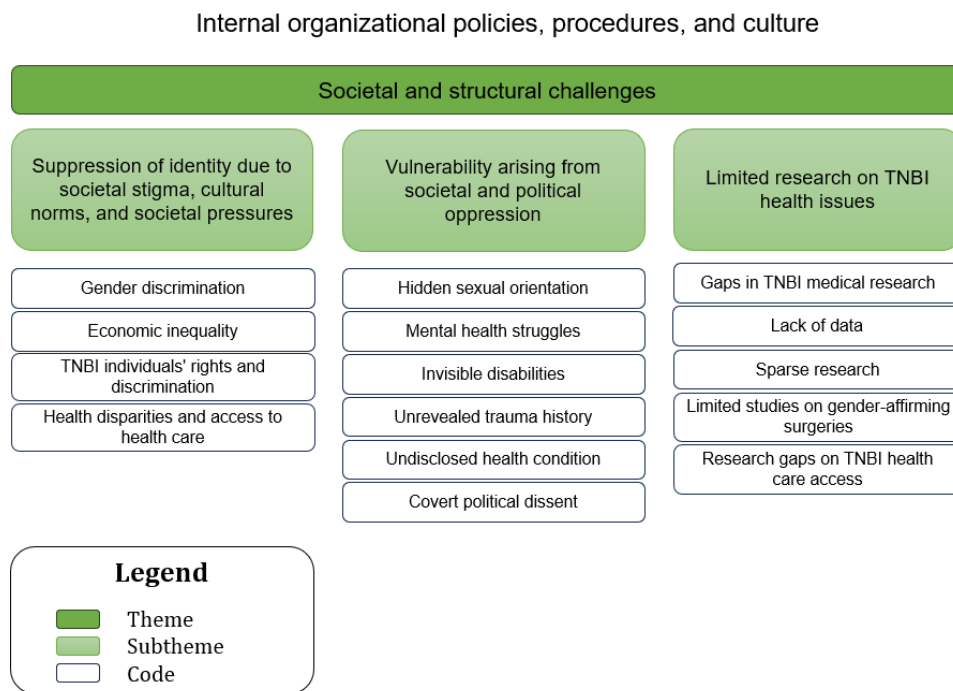 Internal organizational policies, procedures, and culture
Societal and structural challenges
Suppression of identity due to
societal stigma, cultural
norms, and societal pressures
Gender discrimination
Economic inequality
TNBI individuals' rights and
discrimination
Health disparities and access to
health care
Vulnerability arising from
societal and political
oppression
Hidden sexual orientation
Mental health struggles
Invisible disabilities
Unrevealed trauma history
Undisclosed health condition
Covert political dissent
Limited research on TNBI
health issues
Gaps in TNBI medical research
Lack of data
Sparse research
Limited studies on gender-affirming
surgeries
Research gaps on TNBI health
care access
Legend
Theme
Subtheme
Code